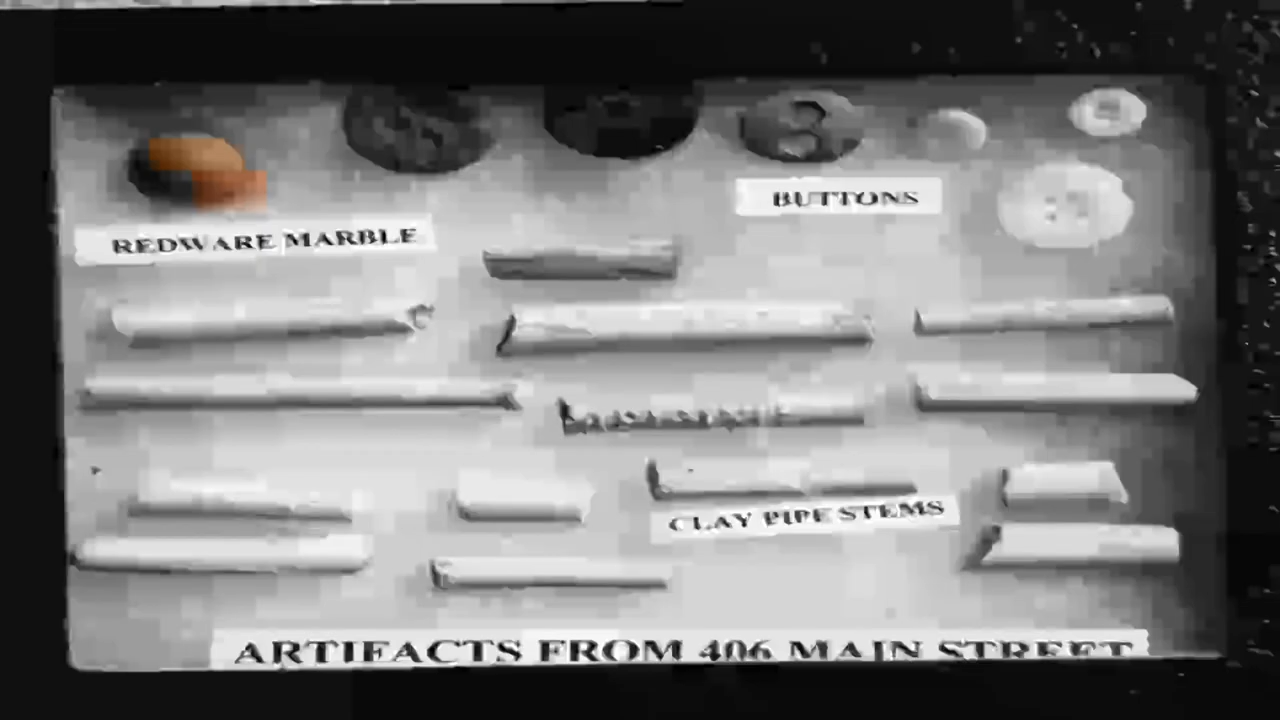 BUTTONS
REDWARE MARBLE
CLAY PIPE STEMS
ARTIFACTS FROM 406 MAIN STREET